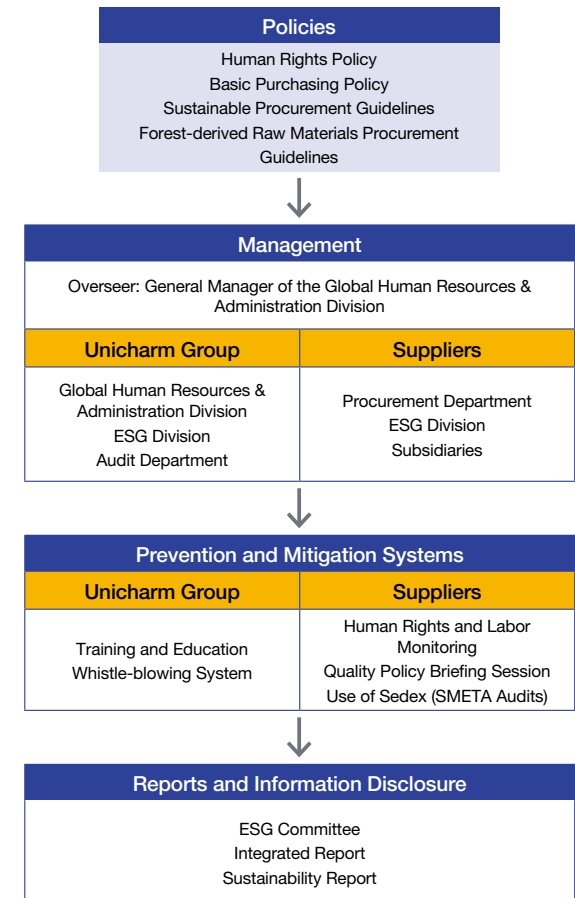 Policies
Human Rights Policy
Basic Purchasing Policy
Sustainable Procurement Guidelines
Forest-derived Raw Materials Procurement
Guidelines
Management
Overseer: General Manager of the Global Human Resources &
Administration Division
Unicharm Group
Global Human Resources &
Administration Division
ESG Division
Audit Department
Suppliers
Procurement Department
ESG Division
Subsidiaries
Prevention and Mitigation Systems
Unicharm Group
Training and Education
Whistle-blowing System
Suppliers
Human Rights and Labor
Monitoring
Quality Policy Briefing Session
Use of Sedex (SMETA Audits)
Reports and Information Disclosure
ESG Committee
Integrated Report
Sustainability Report